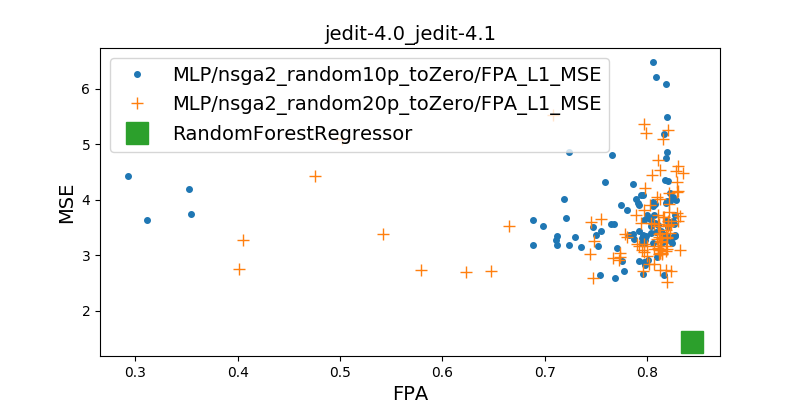 jedit-4.0_jedit-4.1
MLP/nsga2_random10p_toZero/FPA_L1_MSE
MLP/nsga2_random20p_toZero/FPA_L1_MSE
RandomForestRegressor
MSE
6
5
4
3
2
0.3 0.4 0.5 0.6 0.7 0.8
FPA